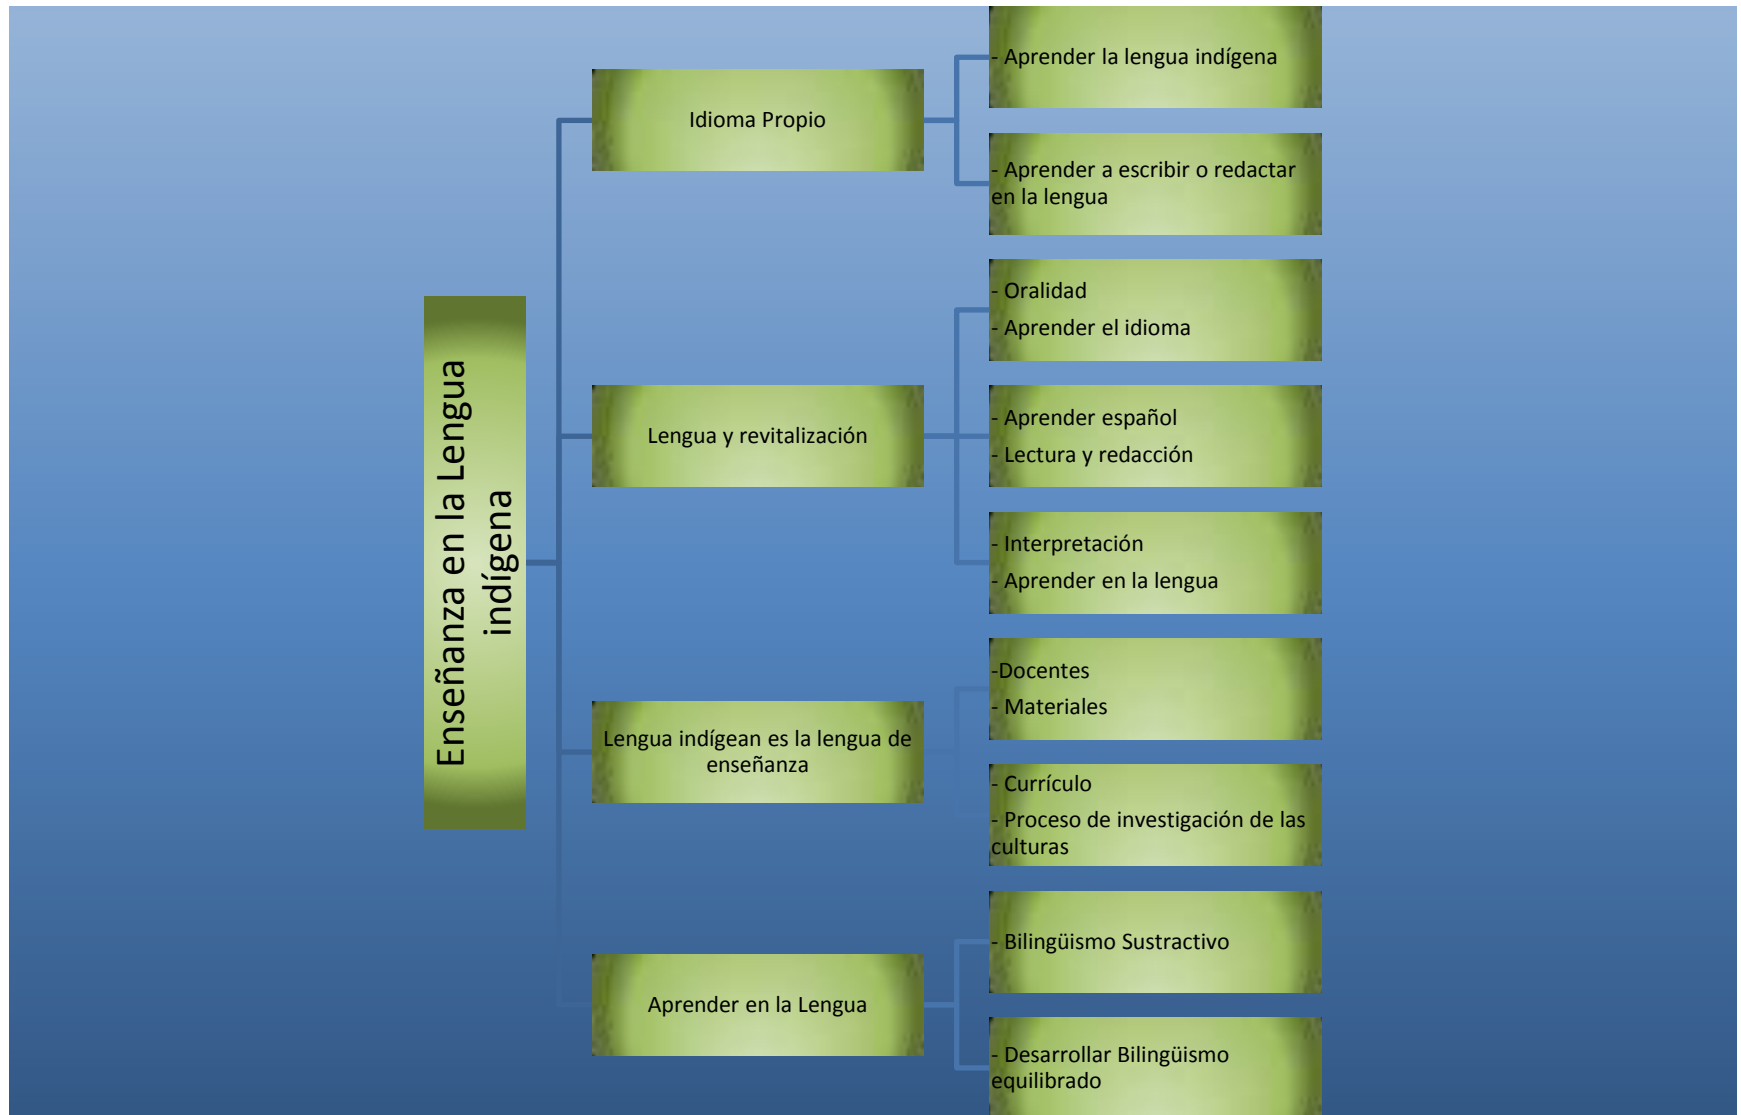 Enseñanza en la Lengua
indígena
Idioma Propio
- Aprender la lengua indígena
- Aprender a escribir o redactar
en la lengua
Lengua y revitalización
- Oralidad
- Aprender el idioma
- Aprender español
- Lectura y redacción
- Interpretación
- Aprender en la lengua
Lengua indígean es la lengua de
enseñanza
-Docentes
- Materiales
- Currículo
- Proceso de investigación de las
culturas
Aprender en la Lengua
- Bilingüismo Sustractivo
- Desarrollar Bilingüismo
equilibrado